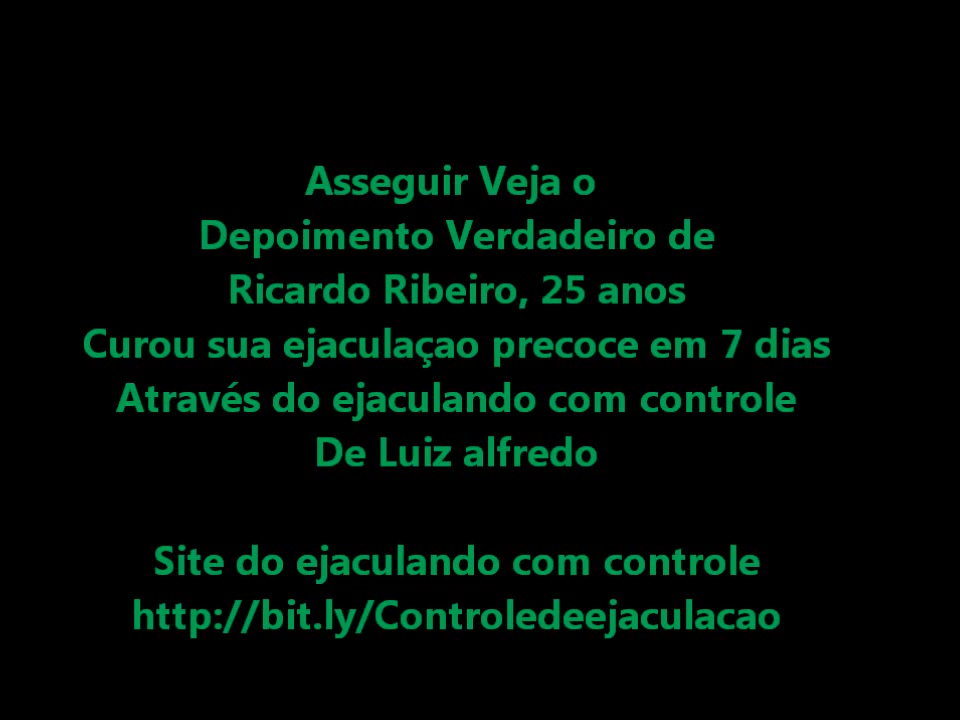 Asseguir Veja o
Depoimento Verdadeiro de
Ricardo Ribeiro, 25 anos
Curou sua ejaculaçao precoce em 7 dias
Através do ejaculando com controle
De Luiz alfredo
Site do ejaculando com controle
http://bit.ly/Controledeejaculacao